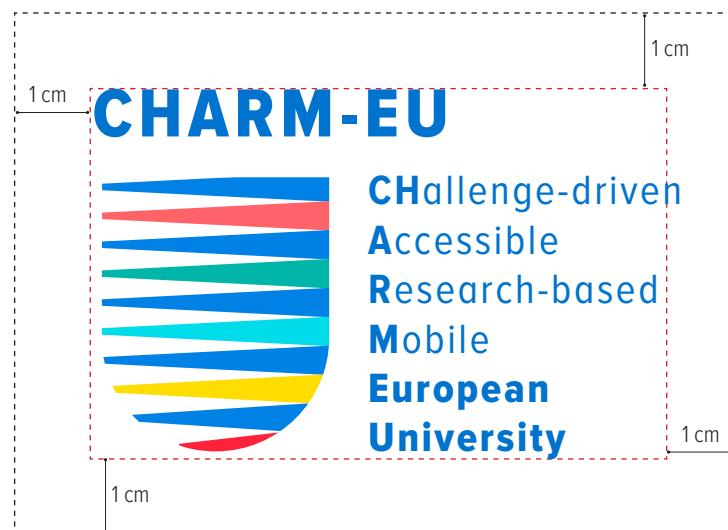 1 cm
1 cm
CHARM-EU
CHallenge-driven
Accessible
Research-based
Mobile
European
University
1 cm
1 cm